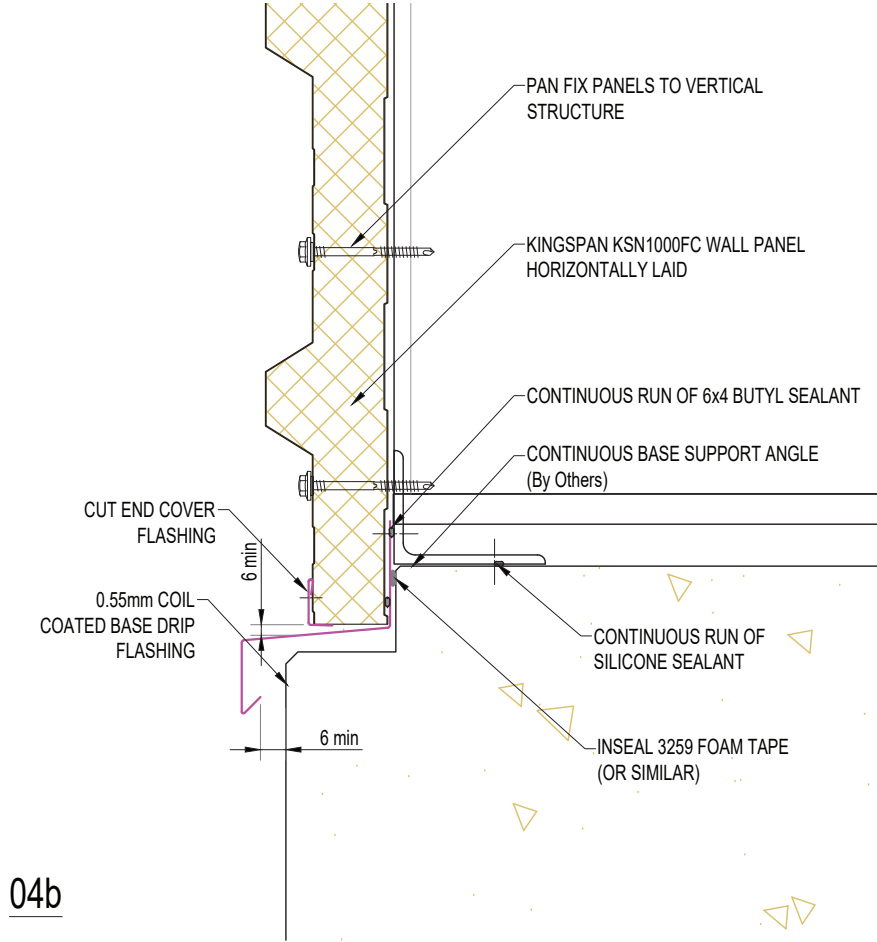 PAN FIX PANELS TO VERTICAL
STRUCTURE
KINGSPAN KSN1000FC WALL PANEL
HORIZONTALLY LAID
CONTINUOUS RUN OF 6x4 BUTYL SEALANT
CONTINUOUS BASE SUPPORT ANGLE
(By Others)
CUT END COVER
FLASHING
6 min
0.55mm COIL
COATED BASE DRIP
FLASHING
CONTINUOUS RUN OF
SILICONE SEALANT
6 min
INSEAL 3259 FOAM TAPE
(OR SIMILAR)
04b